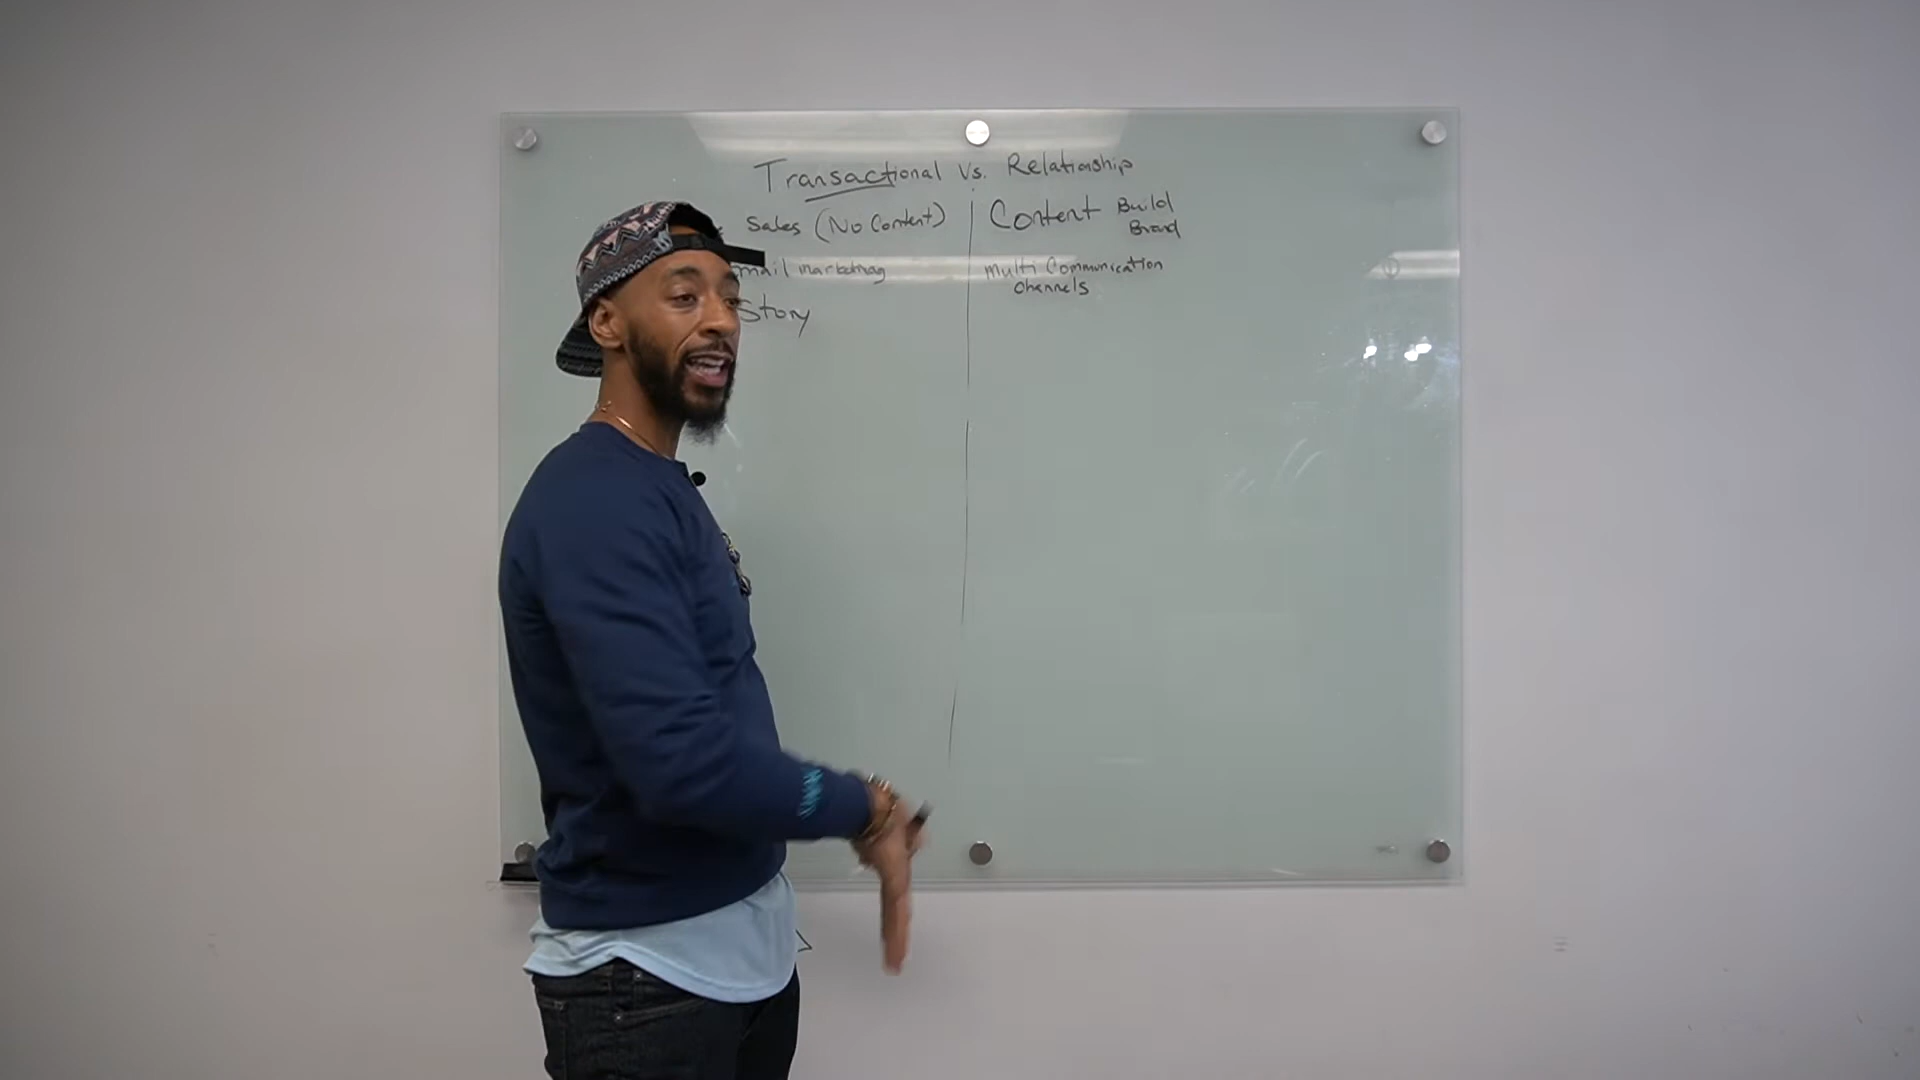 Transactional Vs. Relationship
Sales (No Content)
Content Build
Brand
mail marketing
Multi Communication
Channels
Story